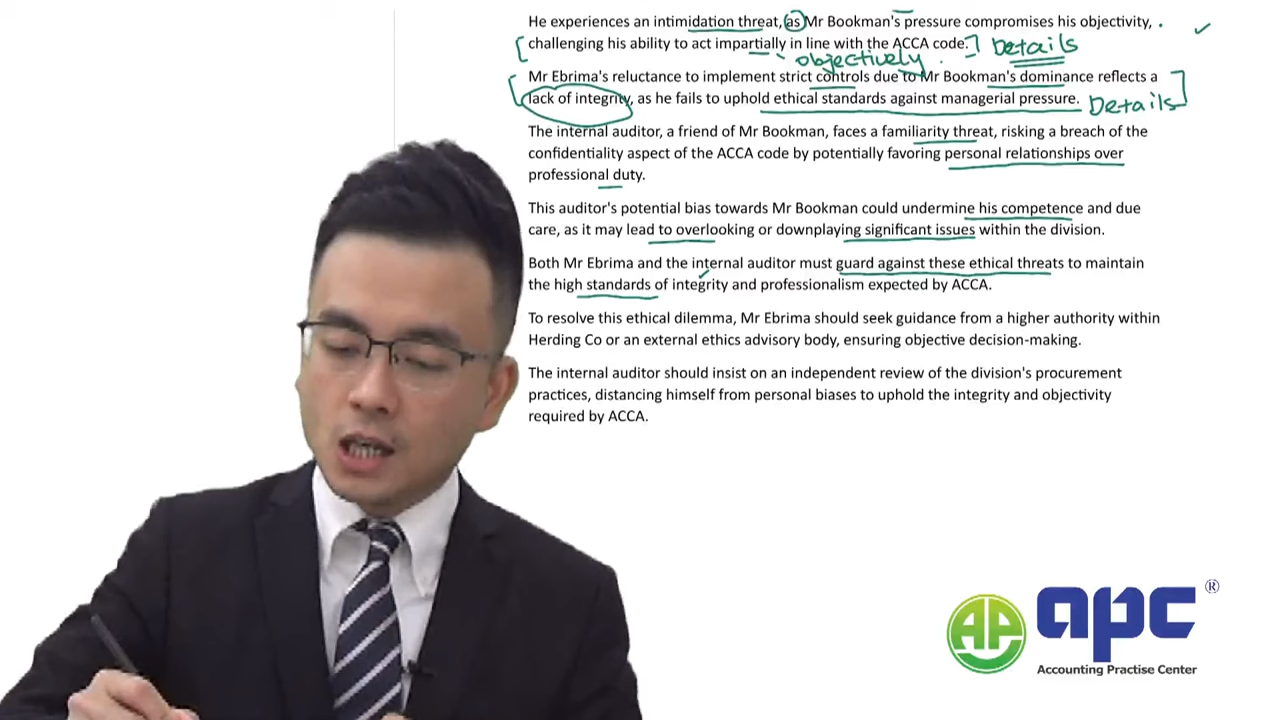 He experiences an intimidation threat, as Mr Bookman's pressure compromises his objectivity,
challenging his ability to act impartially in line with the ACCA code. Details
objectively
Mr Ebrima's reluctance to implement strict controls due to Mr Bookman's dominance reflects a
lack of integrity, as he fails to uphold ethical standards against managerial pressure. Details
The internal auditor, a friend of Mr Bookman, faces a familiarity threat, risking a breach of the
confidentiality aspect of the ACCA code by potentially favoring personal relationships over
professional duty.
This auditor's potential bias towards Mr Bookman could undermine his competence and due
care, as it may lead to overlooking or downplaying significant issues within the division.
Both Mr Ebrima and the internal auditor must guard against these ethical threats to maintain
the high standards of integrity and professionalism expected by ACCA.
To resolve this ethical dilemma, Mr Ebrima should seek guidance from a higher authority within
Herding Co or an external ethics advisory body, ensuring objective decision-making.
The internal auditor should insist on an independent review of the division's procurement
practices, distancing himself from personal biases to uphold the integrity and objectivity
required by ACCA.
AP apc ®
Accounting Practise Center